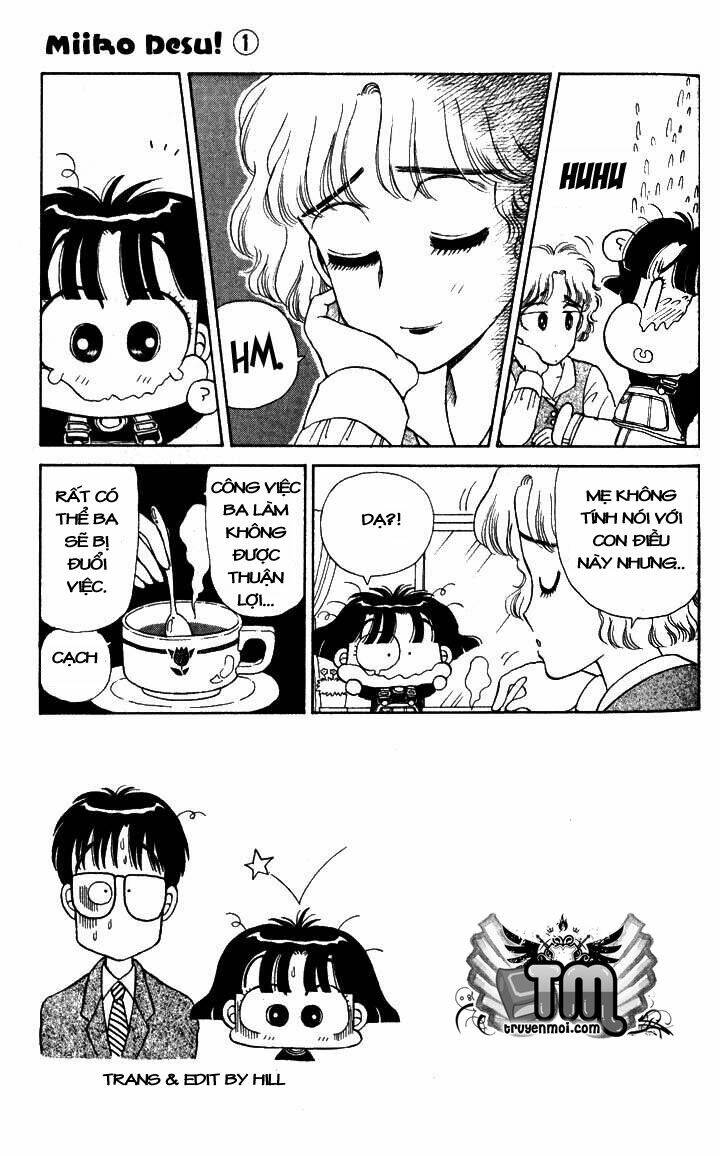 Miiko Desu! ①
HUHU
HM.
?
MẸ KHÔNG
TÍNH NÓI VỚI
CON ĐIỀU
NÀY NHƯNG..
DẠ?!
CÔNG VIỆC
BA LÀM
KHÔNG
ĐƯỢC
THUẬN
LỢI...
RẤT CÓ
THỂ BA
SẼ BỊ
ĐUỔI
VIỆC.
CẠCH
TM
truyenmoi.com
TRANS & EDIT BY HILL